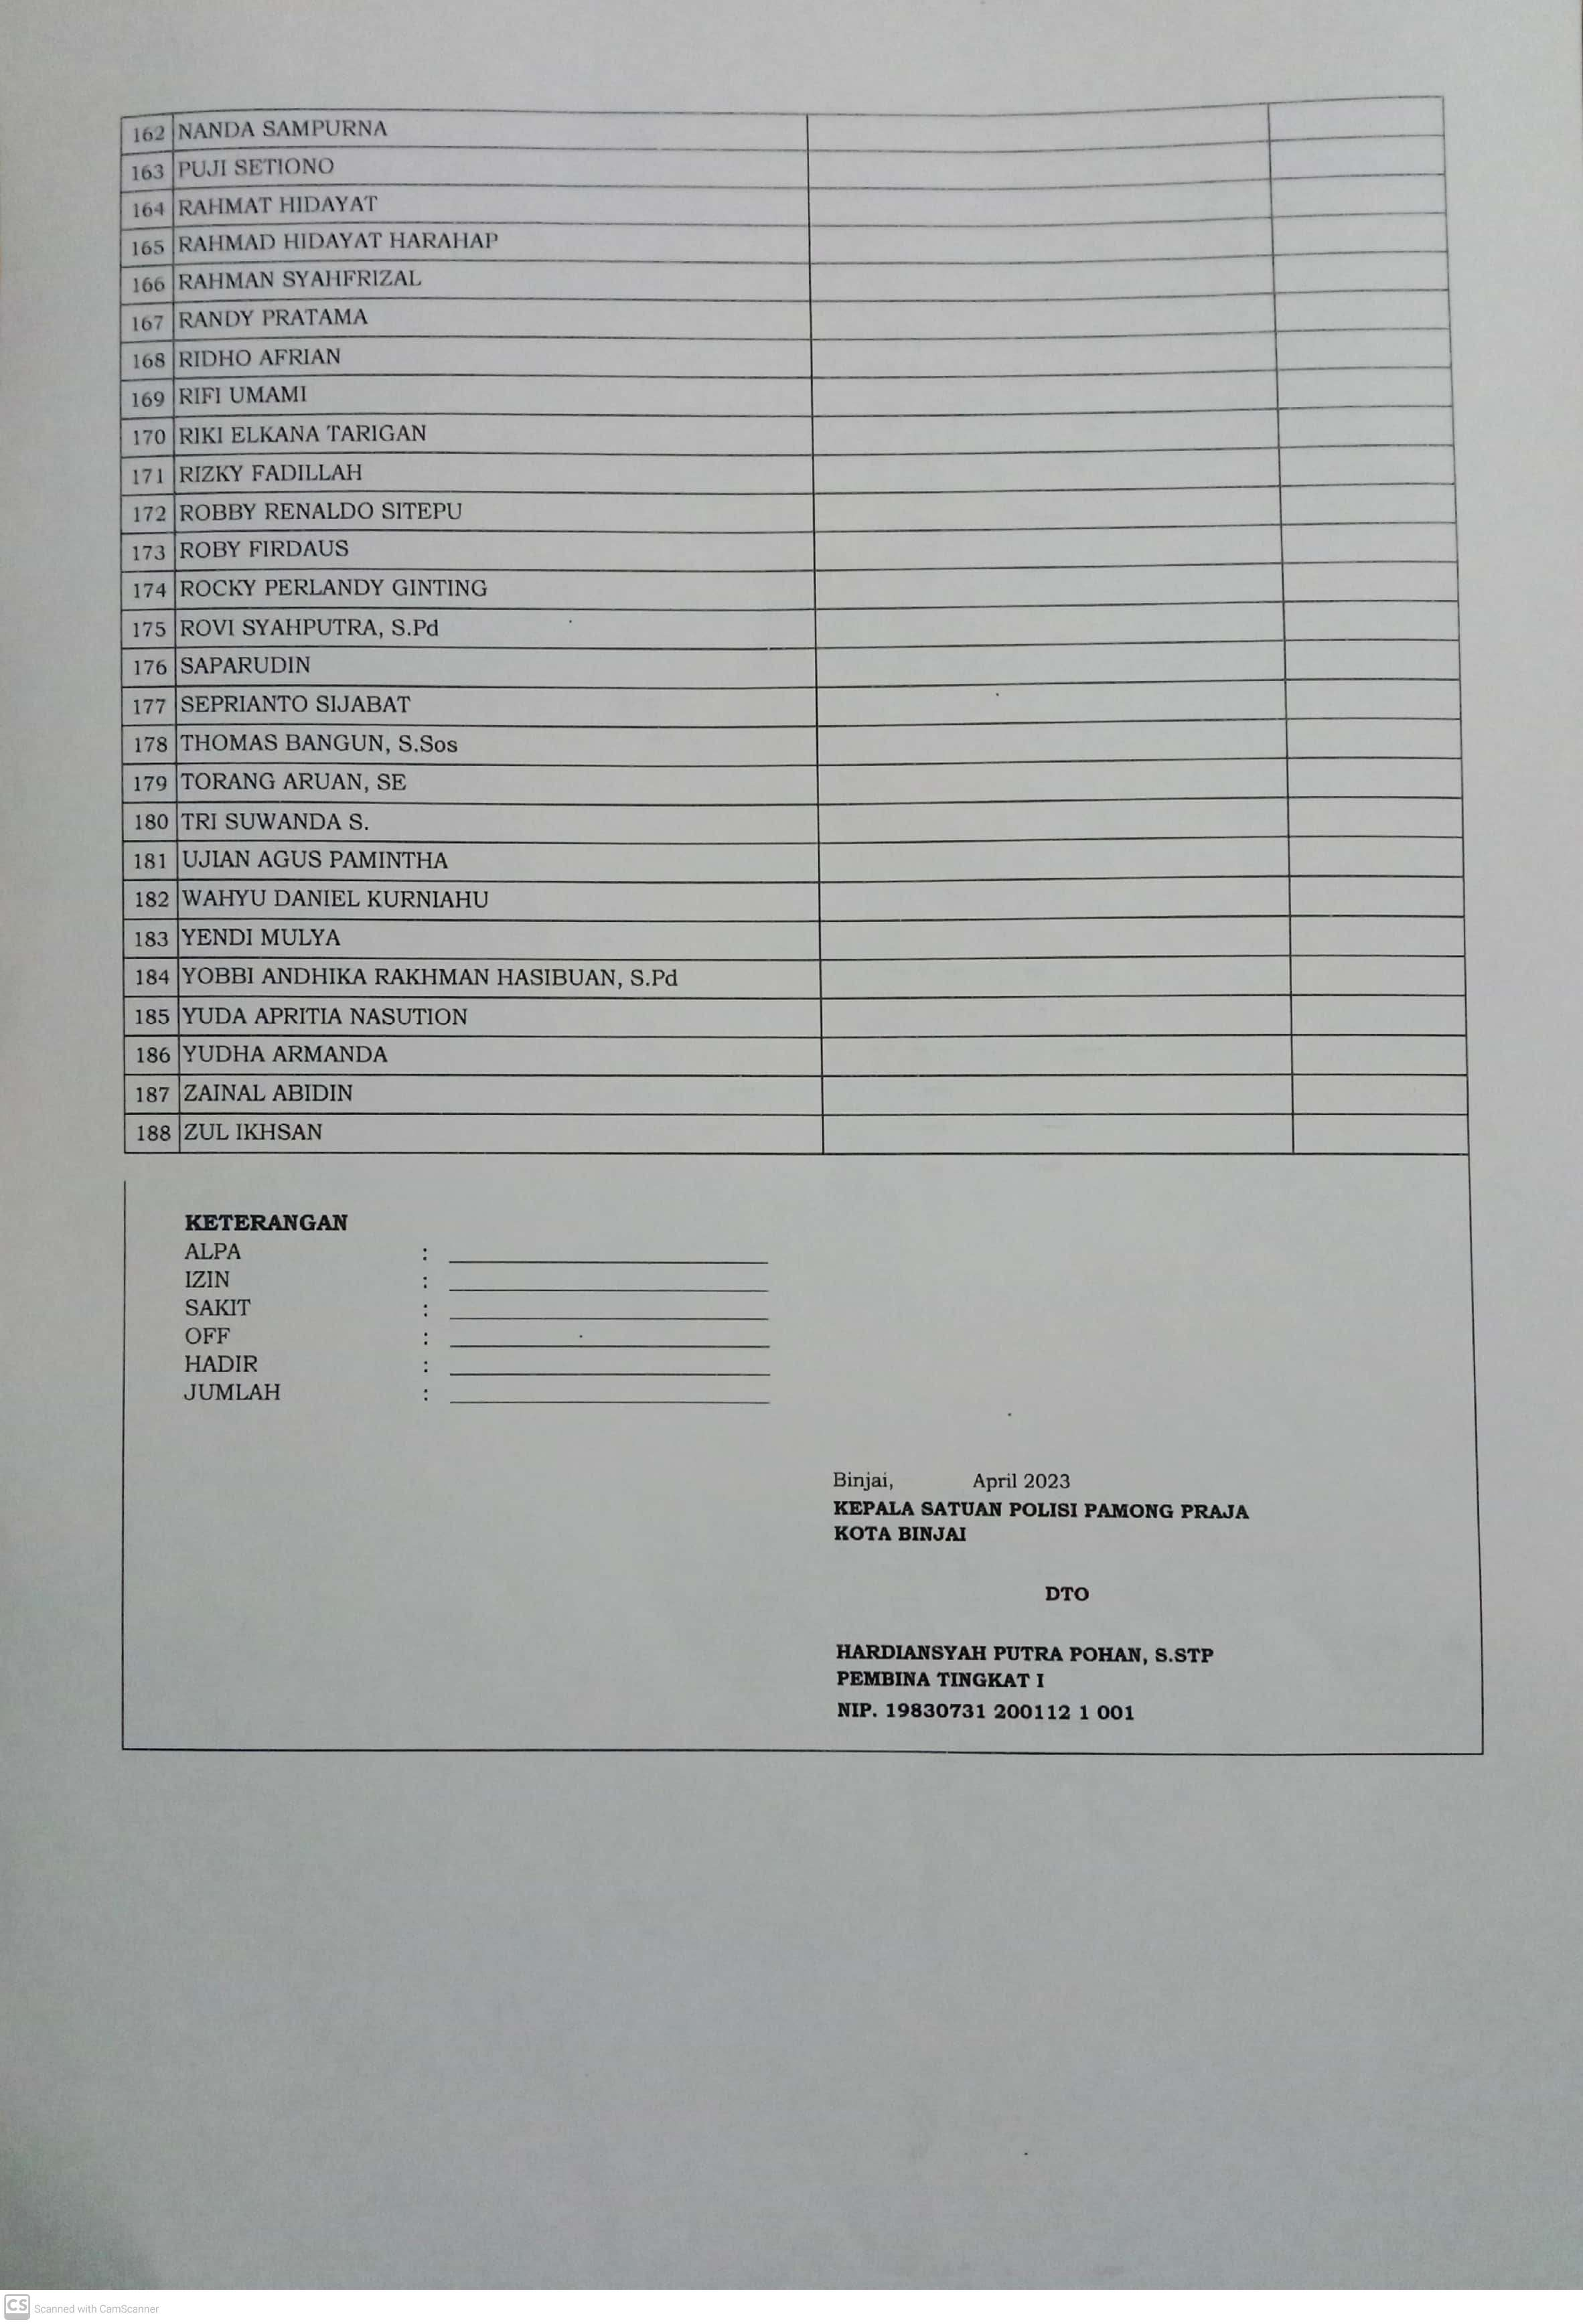 162 NANDA SAMPURNA
163 PUJI SETIONO
164 RAHMAT HIDAYAT
165 RAHMAD HIDAYAT HARAHAP
166 RAHMAN SYAHFRIZAL
167 RANDY PRATAMA
168 RIDHO AFRIAN
169 RIFI UMAMI
170 RIKI ELKANA TARIGAN
171 RIZKY FADILLAH
172 ROBBY RENALDO SITEPU
173 ROBY FIRDAUS
174 ROCKY PERLANDY GINTING
175 ROVI SYAHPUTRA, S.Pd
176 SAPARUDIN
177 SEPRIANTO SIJABAT
178 THOMAS BANGUN, S.Sos
179 TORANG ARUAN, SE
180 TRI SUWANDA S.
181 UJIAN AGUS PAMINTHA
182 WAHYU DANIEL KURNIAHU
183 YENDI MULYA
184 YOBBI ANDHIKA RAKHMAN HASIBUAN, S.Pd
185 YUDA APRITIA NASUTION
186 YUDHA ARMANDA
187 ZAINAL ABIDIN
188 ZUL IKHSAN
KETERANGAN
ALPA :
IZIN :
SAKIT :
OFF :
HADIR :
JUMLAH :
Binjai, April 2023
KEPALA SATUAN POLISI PAMONG PRAJA
KOTA BINJAI
DTO
HARDIANSYAH PUTRA POHAN, S.STP
PEMBINA TINGKAT I
NIP. 19830731 200112 1 001
CS Scanned with CamScanner